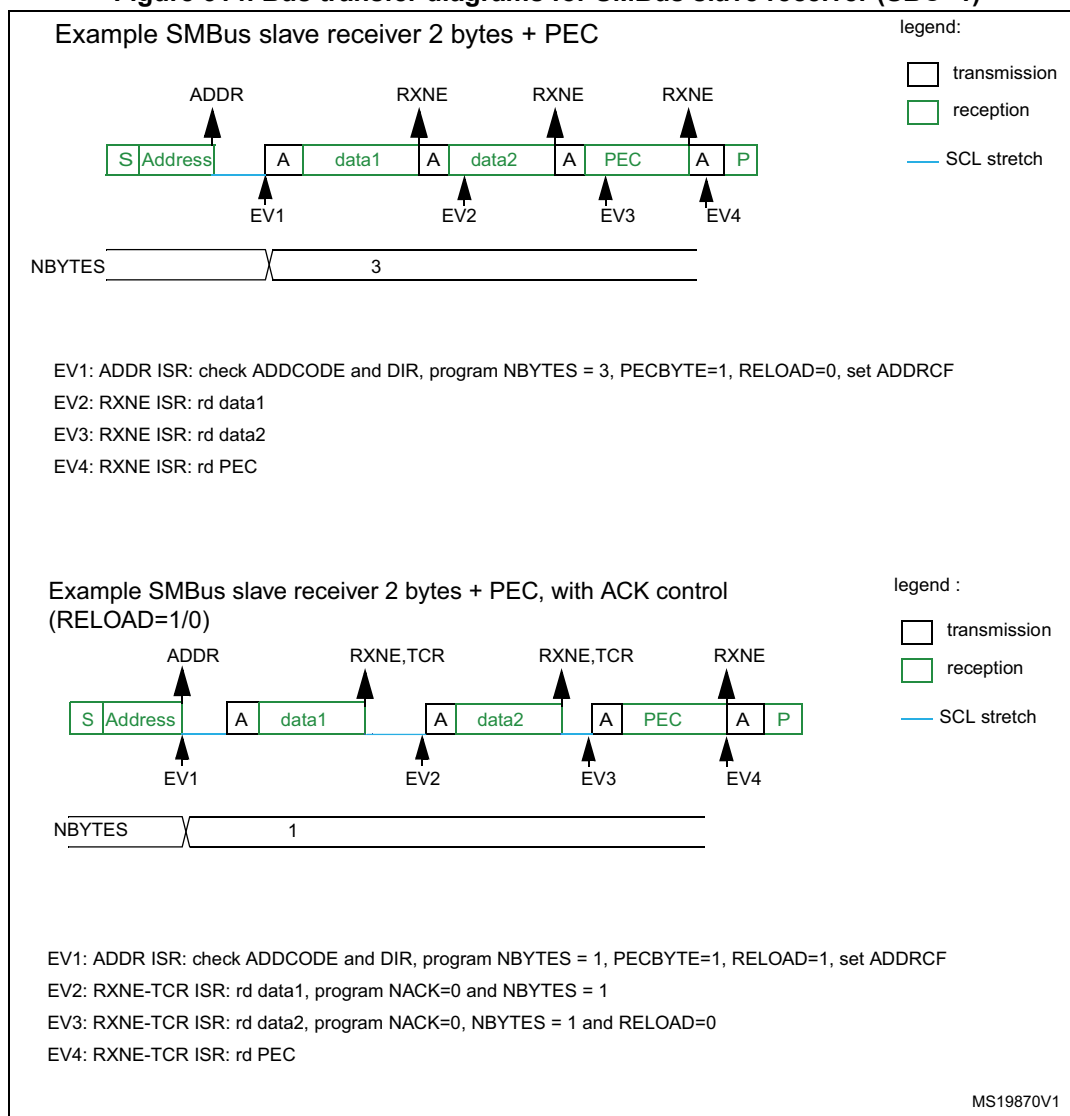 Example SMBus slave receiver 2 bytes + PEC
legend:
transmission
reception
SCL stretch
ADDR RXNE RXNE RXNE
S Address A data1 A data2 A PEC A P
EV1 EV2 EV3 EV4
NBYTES 3
EV1: ADDR ISR: check ADDCODE and DIR, program NBYTES = 3, PECBYTE=1, RELOAD=0, set ADDRCF
EV2: RXNE ISR: rd data1
EV3: RXNE ISR: rd data2
EV4: RXNE ISR: rd PEC
Example SMBus slave receiver 2 bytes + PEC, with ACK control
(RELOAD=1/0)
legend :
transmission
reception
SCL stretch
ADDR RXNE,TCR RXNE,TCR RXNE
S Address A data1 A data2 A PEC A P
EV1 EV2 EV3 EV4
NBYTES 1
EV1: ADDR ISR: check ADDCODE and DIR, program NBYTES = 1, PECBYTE=1, RELOAD=1, set ADDRCF
EV2: RXNE-TCR ISR: rd data1, program NACK=0 and NBYTES = 1
EV3: RXNE-TCR ISR: rd data2, program NACK=0, NBYTES = 1 and RELOAD=0
EV4: RXNE-TCR ISR: rd PEC
MS19870V1